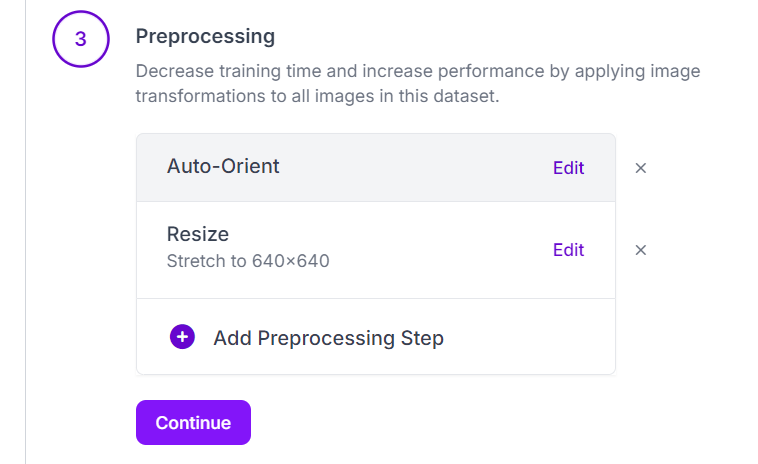 3
Preprocessing
Decrease training time and increase performance by applying image
transformations to all images in this dataset.
Auto-Orient
Edit
×
Resize
Stretch to 640×640
Edit
×
Add Preprocessing Step
Continue